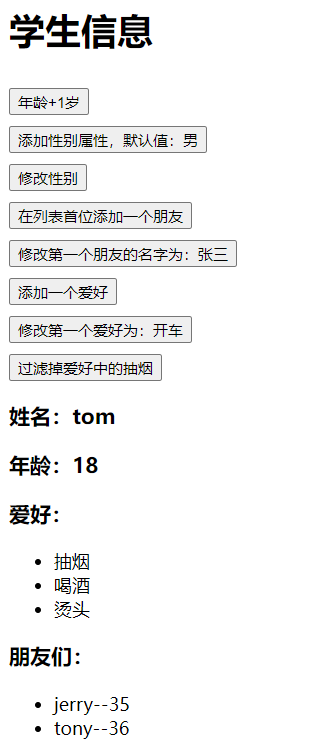 学生信息
年龄+1岁
添加性别属性，默认值：男
修改性别
在列表首位添加一个朋友
修改第一个朋友的名字为：张三
添加一个爱好
修改第一个爱好为：开车
过滤掉爱好中的抽烟
姓名：tom
年龄：18
爱好：
抽烟
喝酒
烫头
朋友们：
jerry--35
tony--36